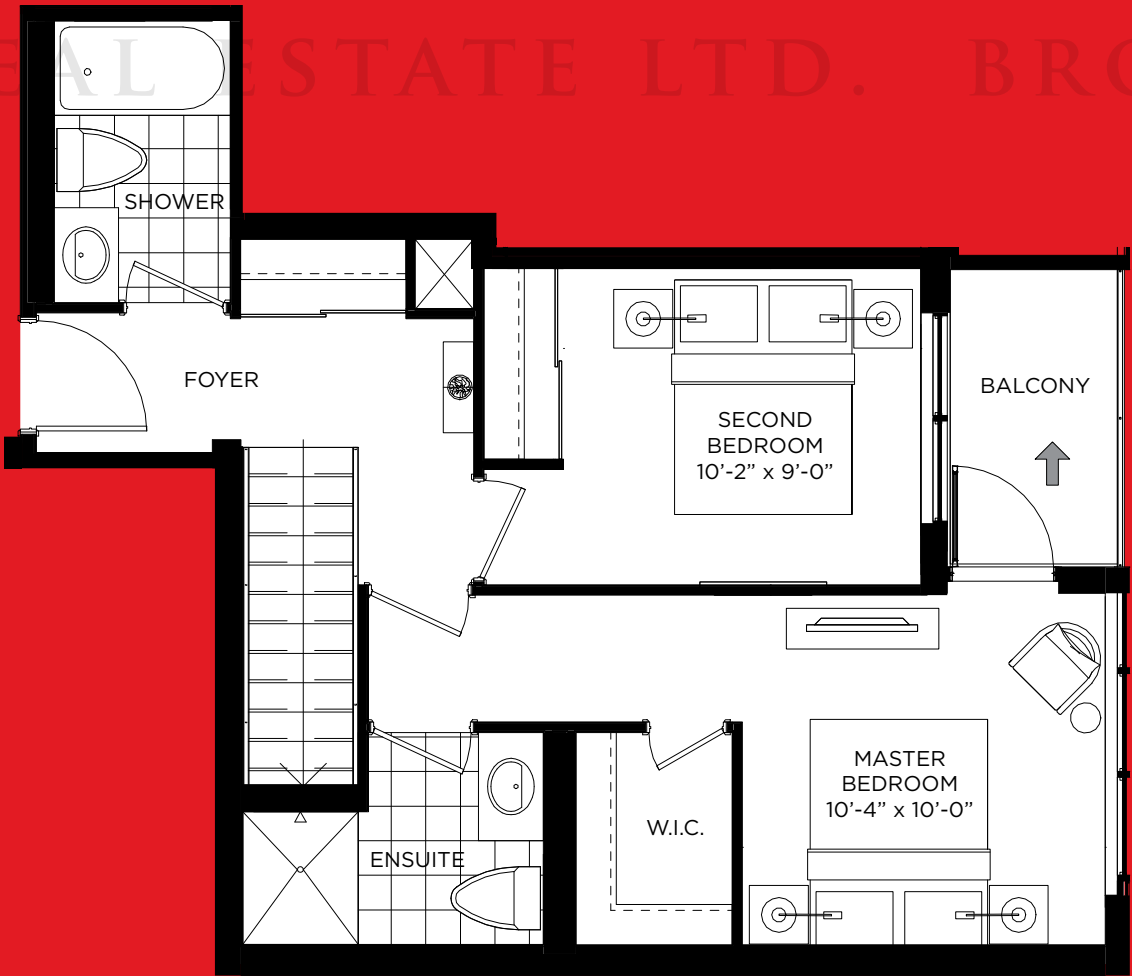 EAL ESTATE LTD. BRO
SHOWER
FOYER
BALCONY
SECOND
BEDROOM
10'-2” x 9'-0”
MASTER
BEDROOM
10'-4” x 10'-0”
W.I.C.
ENSUITE